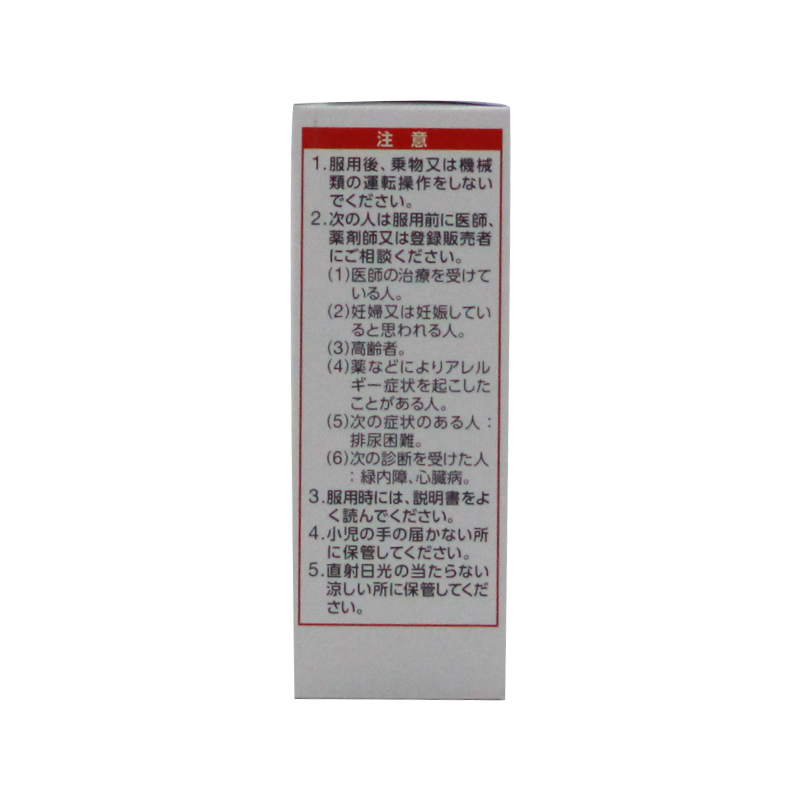 注意
1.服用後、乗物又は機械
類の運転操作をしない
でください。
2.次の人は服用前に医師、
薬剤師又は登録販売者
にご相談ください。
(1)医師の治療を受けて
いる人。
(2)妊婦又は妊娠してい
ると思われる人。
(3)高齢者。
(4)薬などによりアレル
ギー症状を起こした
ことがある人。
(5)次の症状のある人：
排尿困難。
(6)次の診断を受けた人
：緑内障、心臓病。
3.服用時には、説明書をよ
く読んでください。
4.小児の手の届かない所
に保管してください。
5.直射日光の当たらない
涼しい所に保管してくだ
さい。